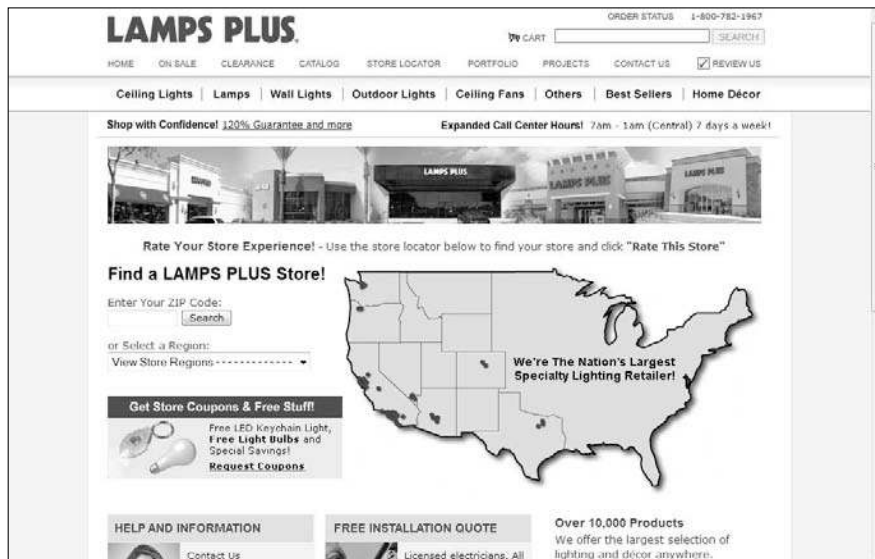 LAMPS PLUS.
ORDER STATUS 1-800-782-1967
CART SEARCH
HOME ON SALE CLEARANCE CATALOG STORE LOCATOR PORTFOLIO PROJECTS CONTACT US REVIEW US
Ceiling Lights | Lamps | Wall Lights | Outdoor Lights | Ceiling Fans | Others | Best Sellers | Home Décor
Shop with Confidence! 120% Guarantee and more
Expanded Call Center Hours! 7am - 1am (Central) 7 days a week!
LAMPS PLUS
LAMPS PLUS
LAMPS PLUS
Rate Your Store Experience! - Use the store locator below to find your store and click "Rate This Store"
Find a LAMPS PLUS Store!
Enter Your ZIP Code:
Search
or Select a Region:
View Store Regions - - - - - - - - - - - -
We're The Nation's Largest
Specialty Lighting Retailer!
Get Store Coupons & Free Stuff!
Free LED Keychain Light,
Free Light Bulbs and
Special Savings!
Request Coupons
HELP AND INFORMATION
Contact Us
FREE INSTALLATION QUOTE
Licensed electricians. All
Over 10,000 Products
We offer the largest selection of
lighting and décor anywhere.